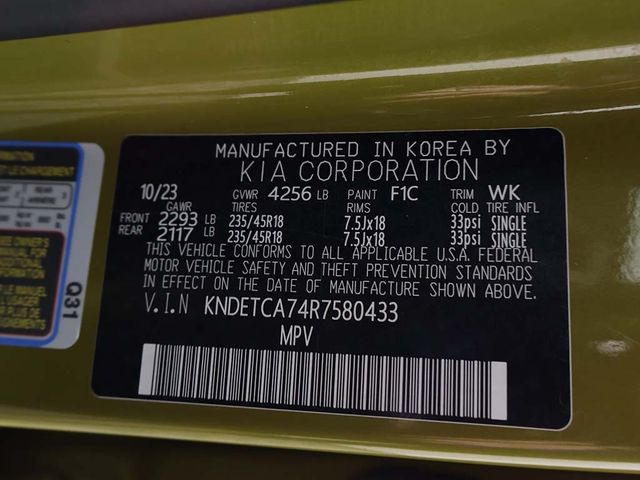 MANUFACTURED IN KOREA BY
KIA CORPORATION
10/23 GVWR 4256 LB PAINT F1C TRIM WK
GAWR TIRES RIMS COLD TIRE INFL
FRONT 2293 LB 235/45R18 7.5Jx18 33psi SINGLE
REAR 2117 LB 235/45R18 7.5Jx18 33psi SINGLE
THIS VEHICLE CONFORMS TO ALL APPLICABLE U.S.A. FEDERAL
MOTOR VEHICLE SAFETY AND THEFT PREVENTION STANDARDS
IN EFFECT ON THE DATE OF MANUFACTURE SHOWN ABOVE.
V.I.N KNDETCA74R7580433
MPV
Q31